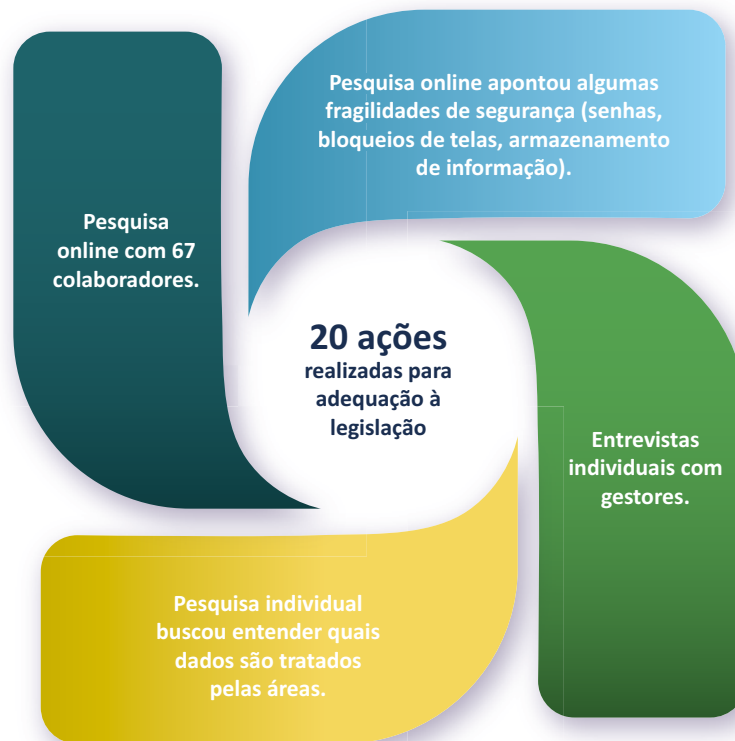 Pesquisa online apontou algumas
fragilidades de segurança (senhas,
bloqueios de telas, armazenamento
de informação).
Pesquisa
online com 67
colaboradores.
20 ações
realizadas para
adequação à
legislação
Entrevistas
individuais com
gestores.
Pesquisa individual
buscou entender quais
dados são tratados
pelas áreas.